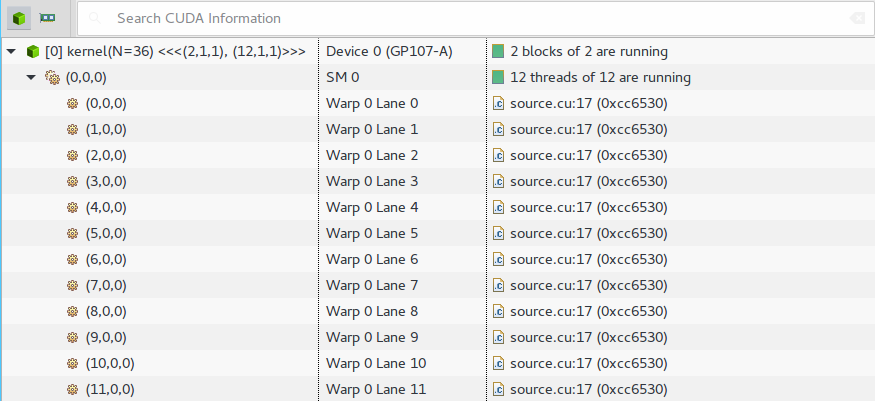 Search CUDA Information
[0] kernel(N=36) <<<(2,1,1), (12,1,1)>>> Device 0 (GP107-A) 2 blocks of 2 are running
(0,0,0) SM 0 12 threads of 12 are running
(0,0,0) Warp 0 Lane 0 .c source.cu:17 (0xcc6530)
(1,0,0) Warp 0 Lane 1 .c source.cu:17 (0xcc6530)
(2,0,0) Warp 0 Lane 2 .c source.cu:17 (0xcc6530)
(3,0,0) Warp 0 Lane 3 .c source.cu:17 (0xcc6530)
(4,0,0) Warp 0 Lane 4 .c source.cu:17 (0xcc6530)
(5,0,0) Warp 0 Lane 5 .c source.cu:17 (0xcc6530)
(6,0,0) Warp 0 Lane 6 .c source.cu:17 (0xcc6530)
(7,0,0) Warp 0 Lane 7 .c source.cu:17 (0xcc6530)
(8,0,0) Warp 0 Lane 8 .c source.cu:17 (0xcc6530)
(9,0,0) Warp 0 Lane 9 .c source.cu:17 (0xcc6530)
(10,0,0) Warp 0 Lane 10 .c source.cu:17 (0xcc6530)
(11,0,0) Warp 0 Lane 11 .c source.cu:17 (0xcc6530)